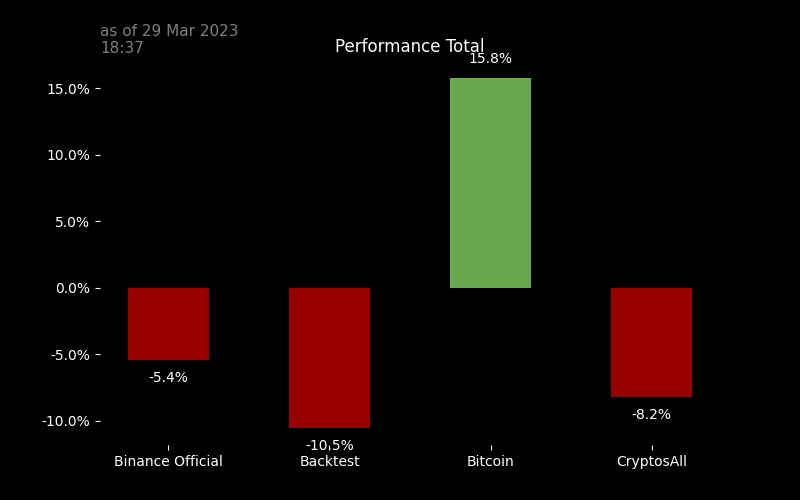 as of 29 Mar 2023
18:37
Performance Total
15.8%
15.0%
10.0%
5.0%
0.0%
-5.0%
-5.4%
-8.2%
-10.0%
-10.5%
Binance Official
Backtest
Bitcoin
CryptosAll